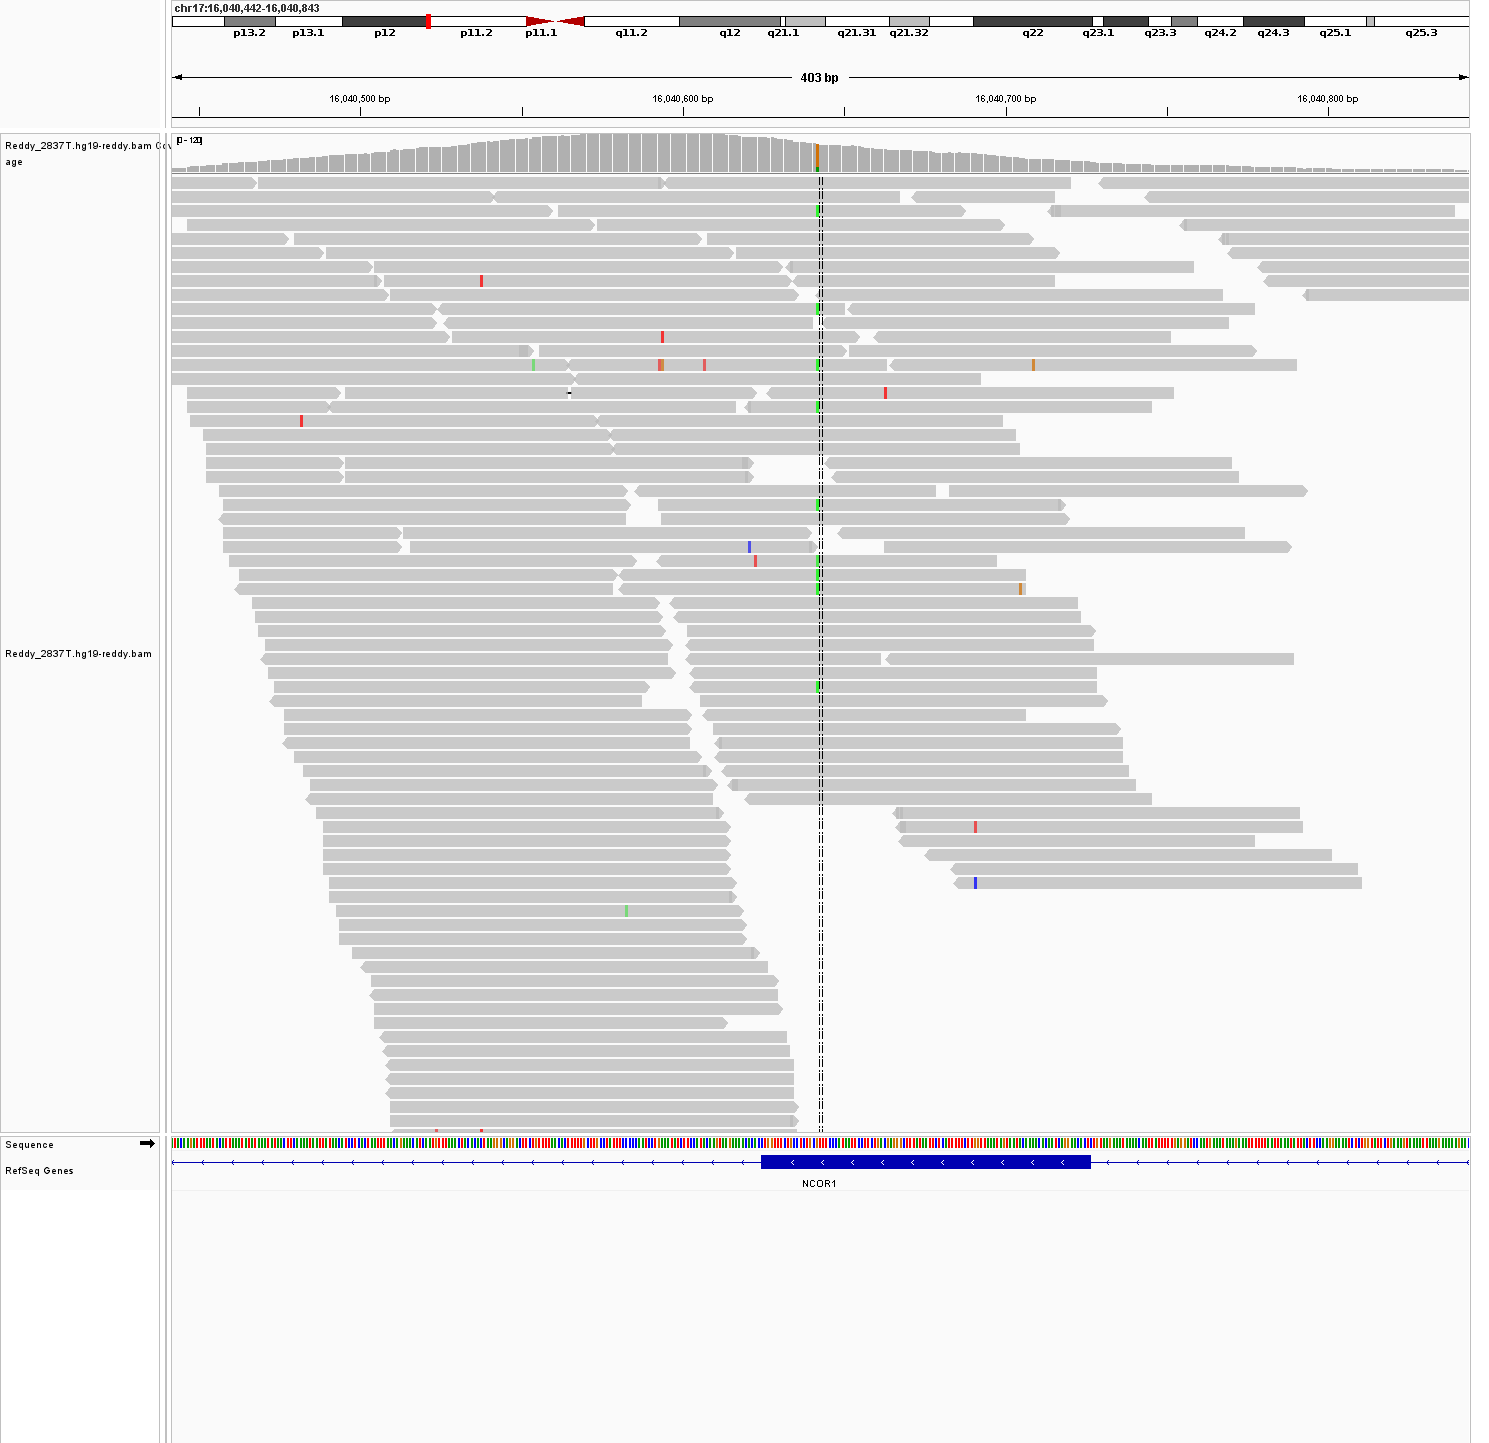 chr17:16,040,442-16,040,843
p13.2 p13.1 p12 p11.2 p11.1 q11.2 q12 q21.1 q21.31 q21.32 q22 q23.1 q23.3 q24.2 q24.3 q25.1 q25.3
403 bp
16,040,500 bp 16,040,600 bp 16,040,700 bp 16,040,800 bp
[0 - 120]
Reddy_2837T.hg19-reddy.bam Cov
age
Reddy_2837T.hg19-reddy.bam
Sequence
RefSeq Genes
NCOR1